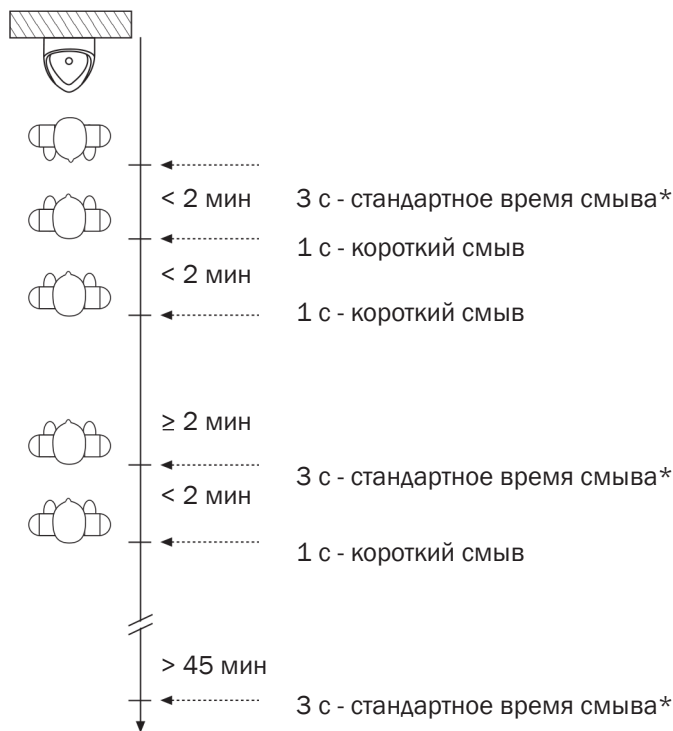 < 2 мин 3 с - стандартное время смыва*
1 с - короткий смыв
< 2 мин
1 с - короткий смыв
≥ 2 мин
3 с - стандартное время смыва*
< 2 мин
1 с - короткий смыв
> 45 мин
3 с - стандартное время смыва*